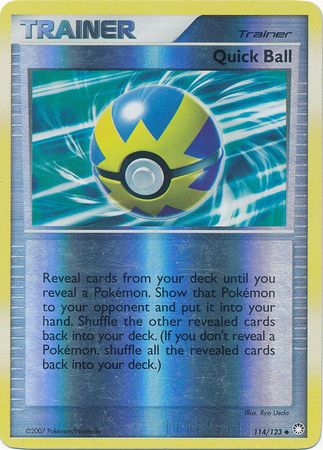 TRAINER
Trainer
Quick Ball
Reveal cards from your deck until you
reveal a Pokémon. Show that Pokémon
to your opponent and put it into your
hand. Shuffle the other revealed cards
back into your deck. (If you don't reveal a
Pokémon, shuffle all the revealed cards
back into your deck.)
Illus. Ryo Ueda
©2007 Pokémon/Nintendo
114/123